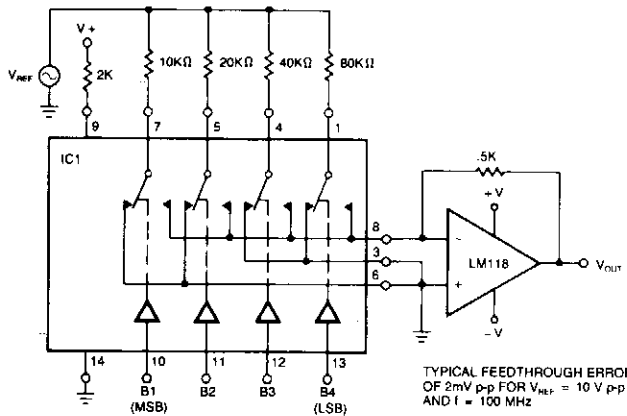 V+
10KΩ 20KΩ 40KΩ 80KΩ
VREF
2K
9 7 5 4 1
IC1
.5K
+V
8
-
3
LM118
VOUT
6
+
-V
14 10 11 12 13
B1 B2 B3 B4
(MSB) (LSB)
TYPICAL FEEDTHROUGH ERROI
OF 2mV p-p FOR VREF = 10 V p-p
AND f = 100 MHz